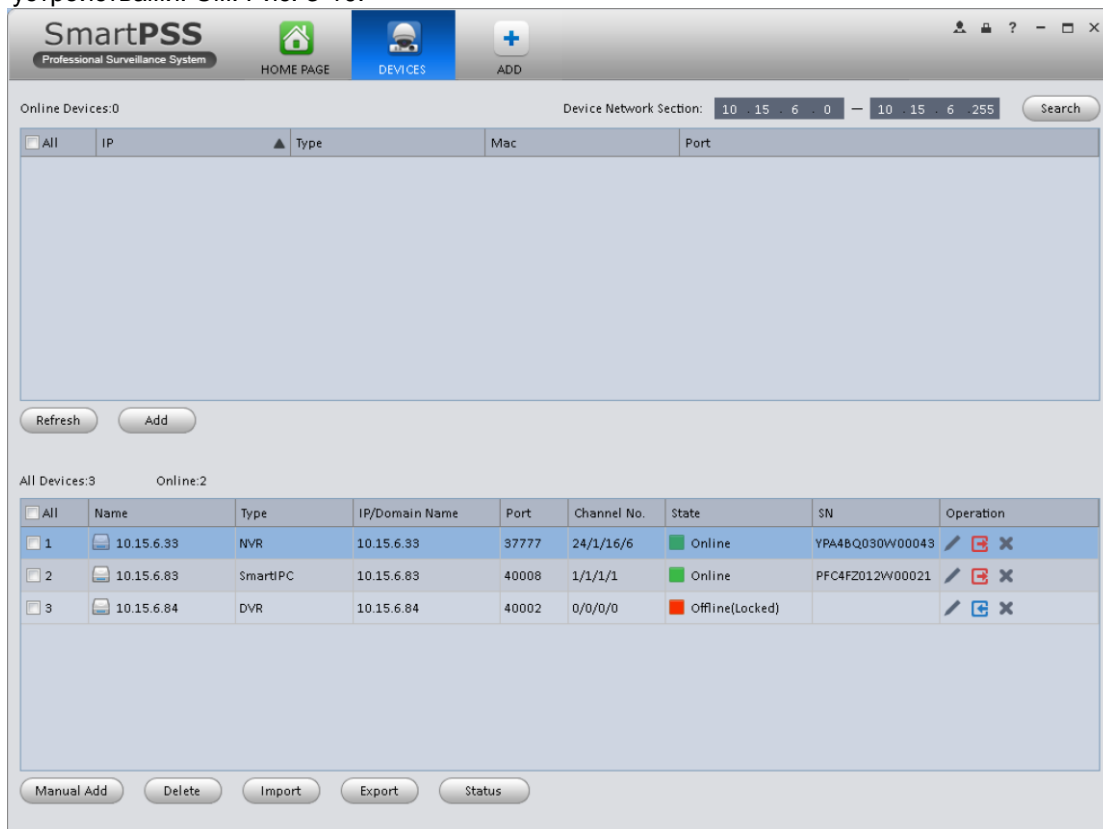 SmartPSS
Professional Surveillance System
HOME PAGE
DEVICES
ADD
?
Online Devices:0
Device Network Section: 10 . 15 . 6 . 0 — 10 . 15 . 6 . 255
Search
All IP Type Mac Port
Refresh Add
All Devices:3 Online:2
All Name Type IP/Domain Name Port Channel No. State SN Operation
1 10.15.6.33 NVR 10.15.6.33 37777 24/1/16/6 Online YPA4BQ030W00043
2 10.15.6.83 SmartIPC 10.15.6.83 40008 1/1/1/1 Online PFC4FZ012W00021
3 10.15.6.84 DVR 10.15.6.84 40002 0/0/0/0 Offline(Locked)
Manual Add Delete Import Export Status